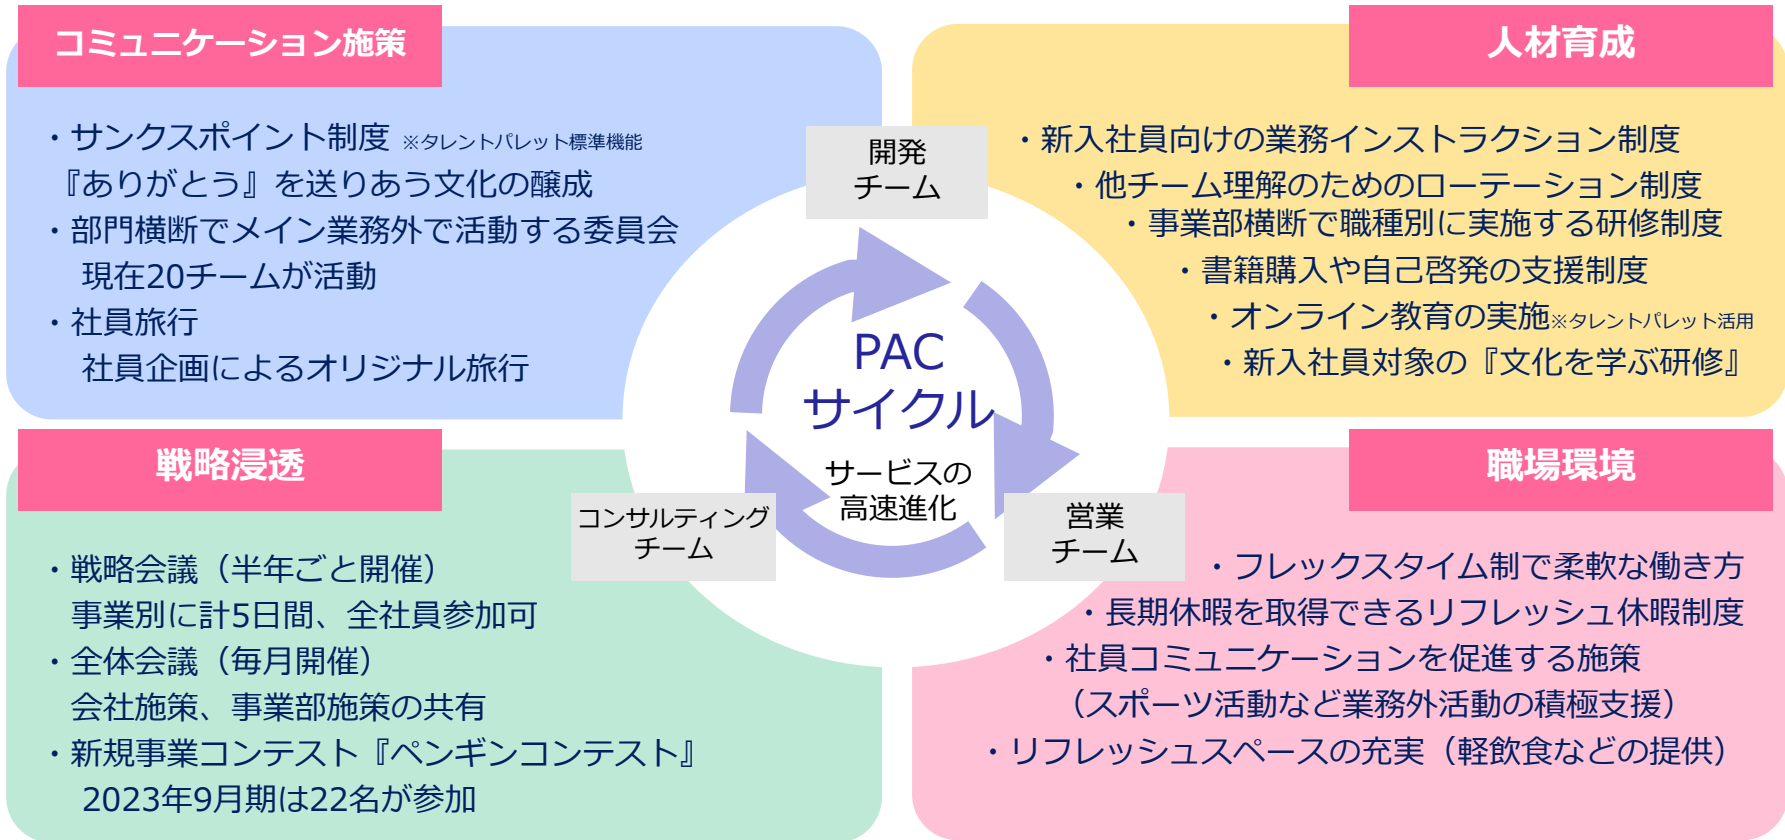 コミュニケーション施策
・サンクスポイント制度 ※タレントパレット標準機能
『ありがとう』を送りあう文化の醸成
・部門横断でメイン業務外で活動する委員会
現在20チームが活動
・社員旅行
社員企画によるオリジナル旅行
人材育成
・新入社員向けの業務インストラクション制度
・他チーム理解のためのローテーション制度
・事業部横断で職種別に実施する研修制度
・書籍購入や自己啓発の支援制度
・オンライン教育の実施※タレントパレット活用
・新入社員対象の『文化を学ぶ研修』
開発
チーム
PAC
サイクル
サービスの
高速進化
コンサルティング
チーム
営業
チーム
戦略浸透
・戦略会議（半年ごと開催）
事業別に計5日間、全社員参加可
・全体会議（毎月開催）
会社施策、事業部施策の共有
・新規事業コンテスト『ペンギンコンテスト』
2023年9月期は22名が参加
職場環境
・フレックスタイム制で柔軟な働き方
・長期休暇を取得できるリフレッシュ休暇制度
・社員コミュニケーションを促進する施策
（スポーツ活動など業務外活動の積極支援）
・リフレッシュスペースの充実（軽飲食などの提供）